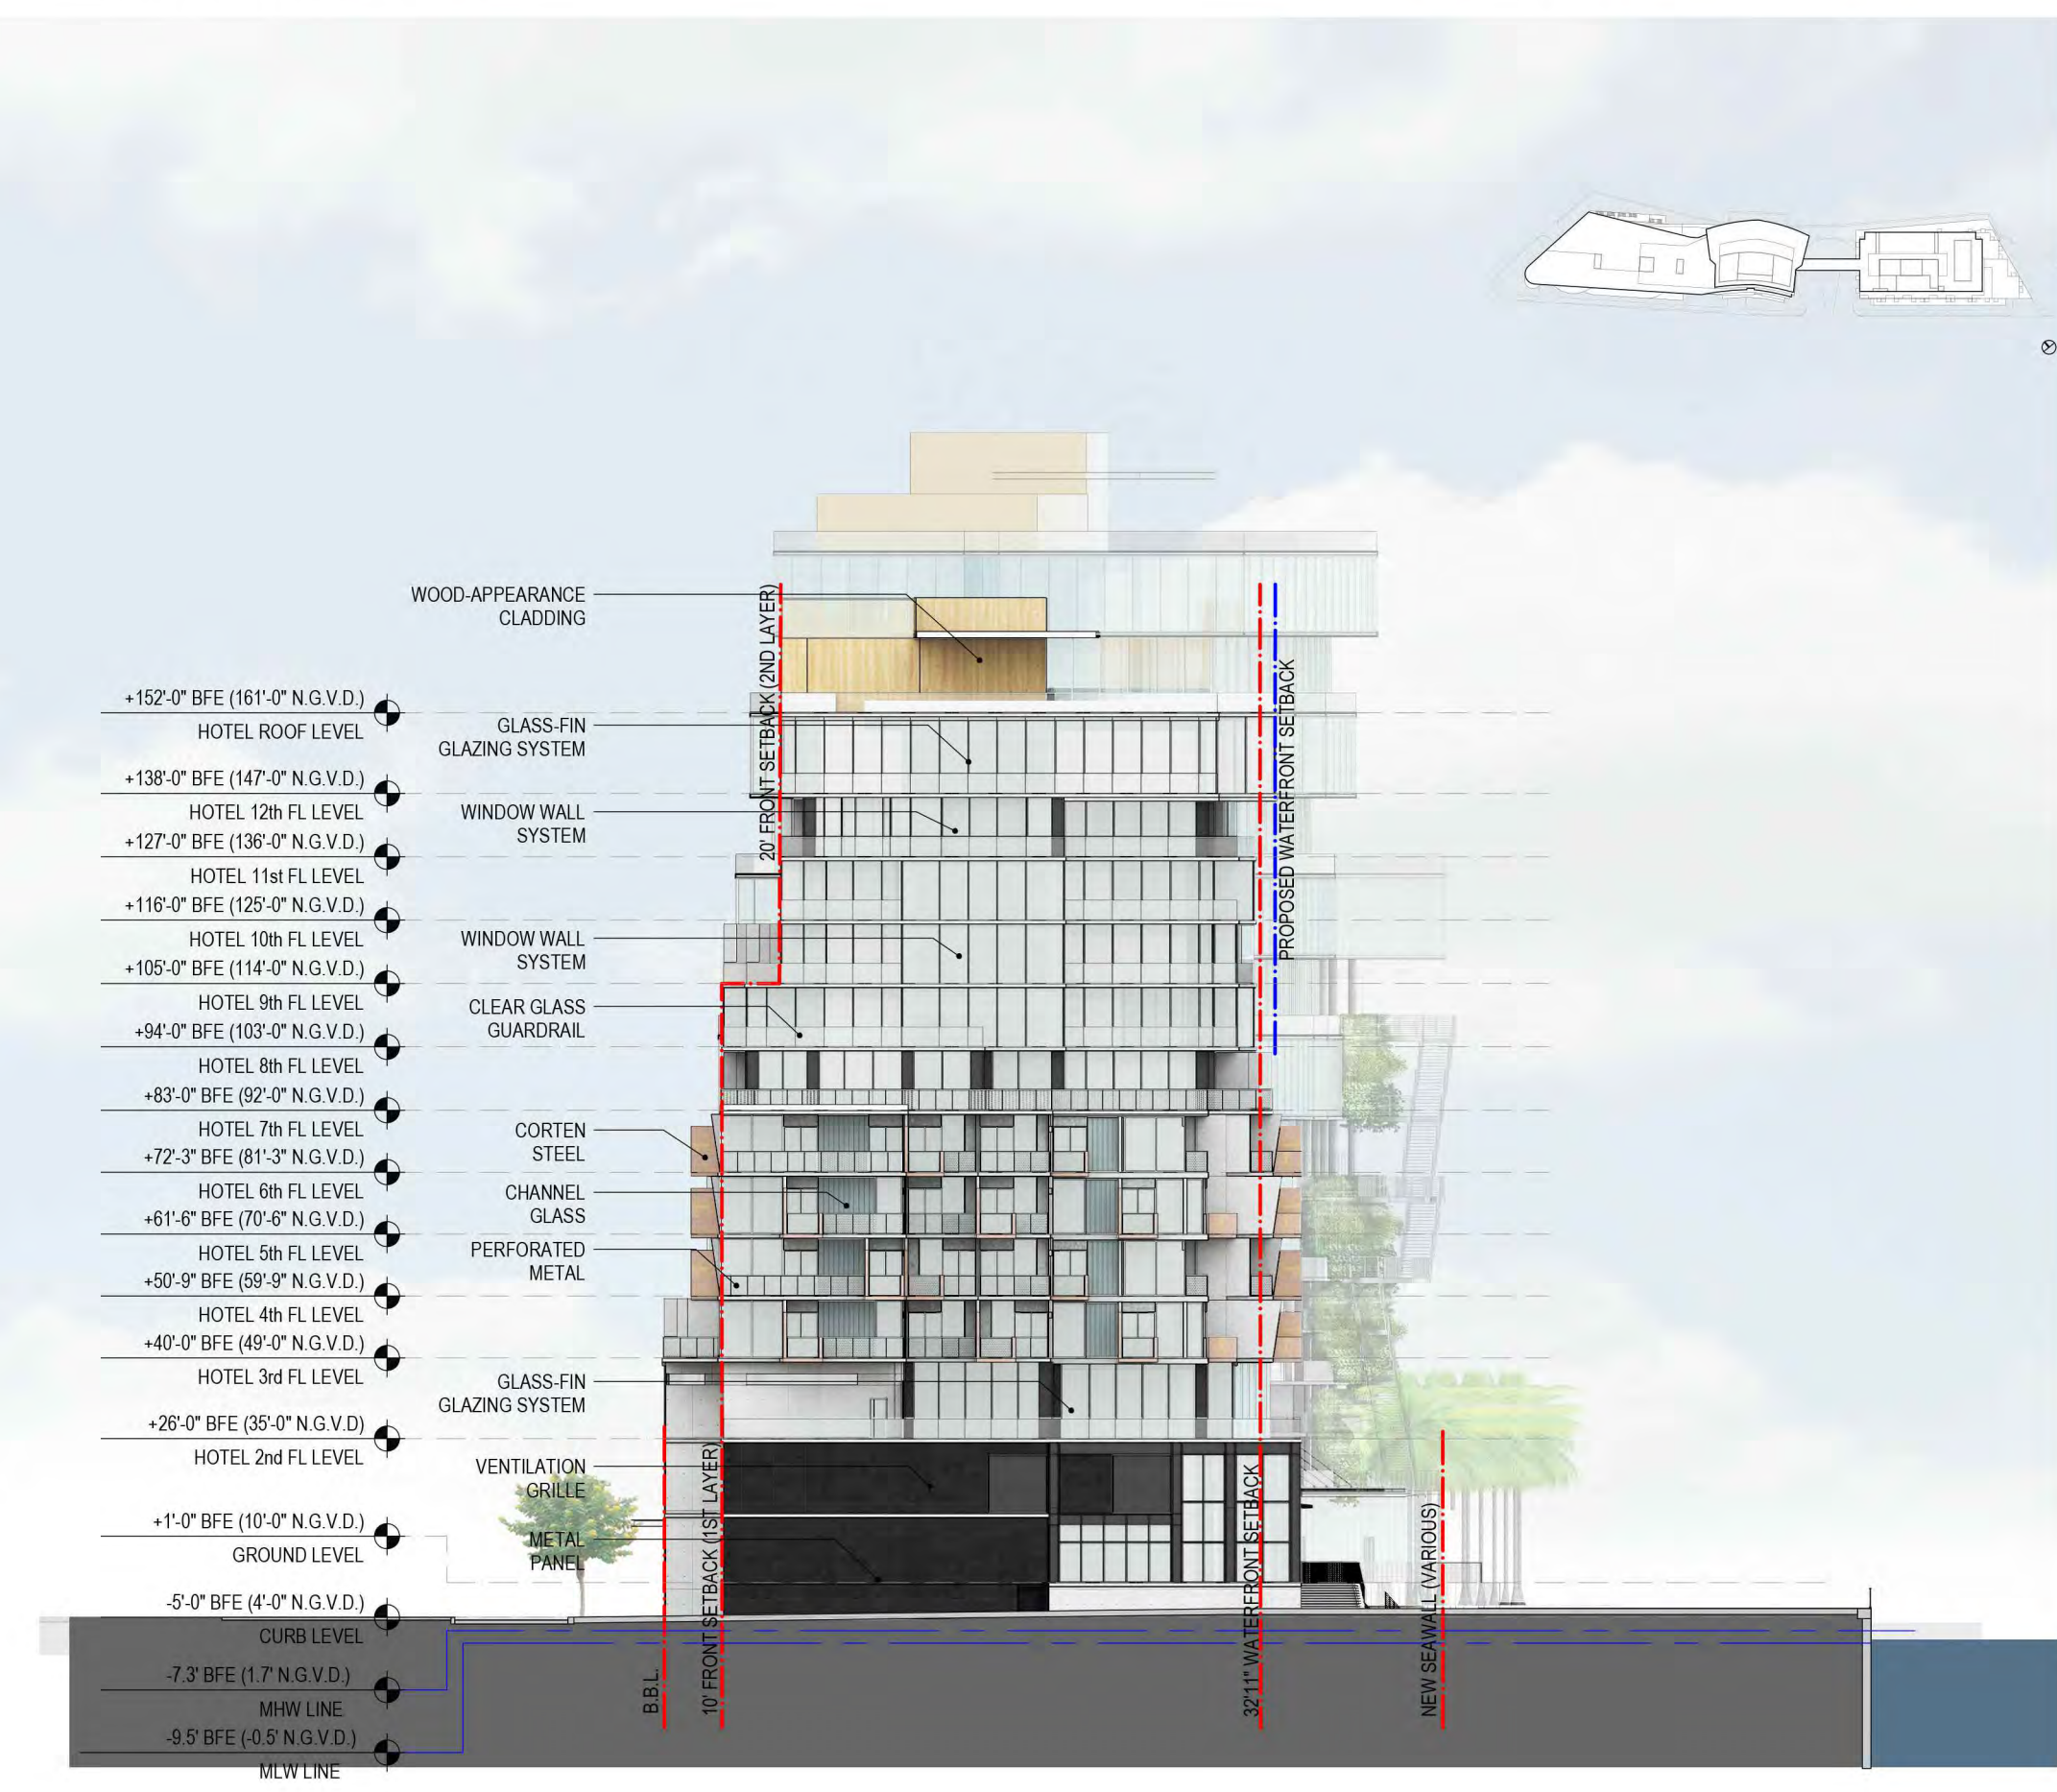 WOOD-APPEARANCE
CLADDING
20' FRONT SETBACK (2ND LAYER)
PROPOSED WATERFRONT SETBACK
+152'-0" BFE (161'-0" N.G.V.D.)
HOTEL ROOF LEVEL
GLASS-FIN
GLAZING SYSTEM
+138'-0" BFE (147'-0" N.G.V.D.)
HOTEL 12th FL LEVEL
WINDOW WALL
SYSTEM
+127'-0" BFE (136'-0" N.G.V.D.)
HOTEL 11st FL LEVEL
+116'-0" BFE (125'-0" N.G.V.D.)
HOTEL 10th FL LEVEL
WINDOW WALL
SYSTEM
+105'-0" BFE (114'-0" N.G.V.D.)
HOTEL 9th FL LEVEL
CLEAR GLASS
GUARDRAIL
+94'-0" BFE (103'-0" N.G.V.D.)
HOTEL 8th FL LEVEL
+83'-0" BFE (92'-0" N.G.V.D.)
HOTEL 7th FL LEVEL
CORTEN
STEEL
+72'-3" BFE (81'-3" N.G.V.D.)
HOTEL 6th FL LEVEL
CHANNEL
GLASS
+61'-6" BFE (70'-6" N.G.V.D.)
HOTEL 5th FL LEVEL
PERFORATED
METAL
+50'-9" BFE (59'-9" N.G.V.D.)
HOTEL 4th FL LEVEL
+40'-0" BFE (49'-0" N.G.V.D.)
HOTEL 3rd FL LEVEL
GLASS-FIN
GLAZING SYSTEM
+26'-0" BFE (35'-0" N.G.V.D)
HOTEL 2nd FL LEVEL
VENTILATION
GRILLE
+1'-0" BFE (10'-0" N.G.V.D.)
GROUND LEVEL
METAL
PANEL
-5'-0" BFE (4'-0" N.G.V.D.)
CURB LEVEL
-7.3' BFE (1.7' N.G.V.D.)
MHW LINE
-9.5' BFE (-0.5' N.G.V.D.)
MLW LINE
B.B.L.
10' FRONT SETBACK (1ST LAYER)
32'11" WATERFRONT SETBACK
NEW SEAWALL (VARIOUS)